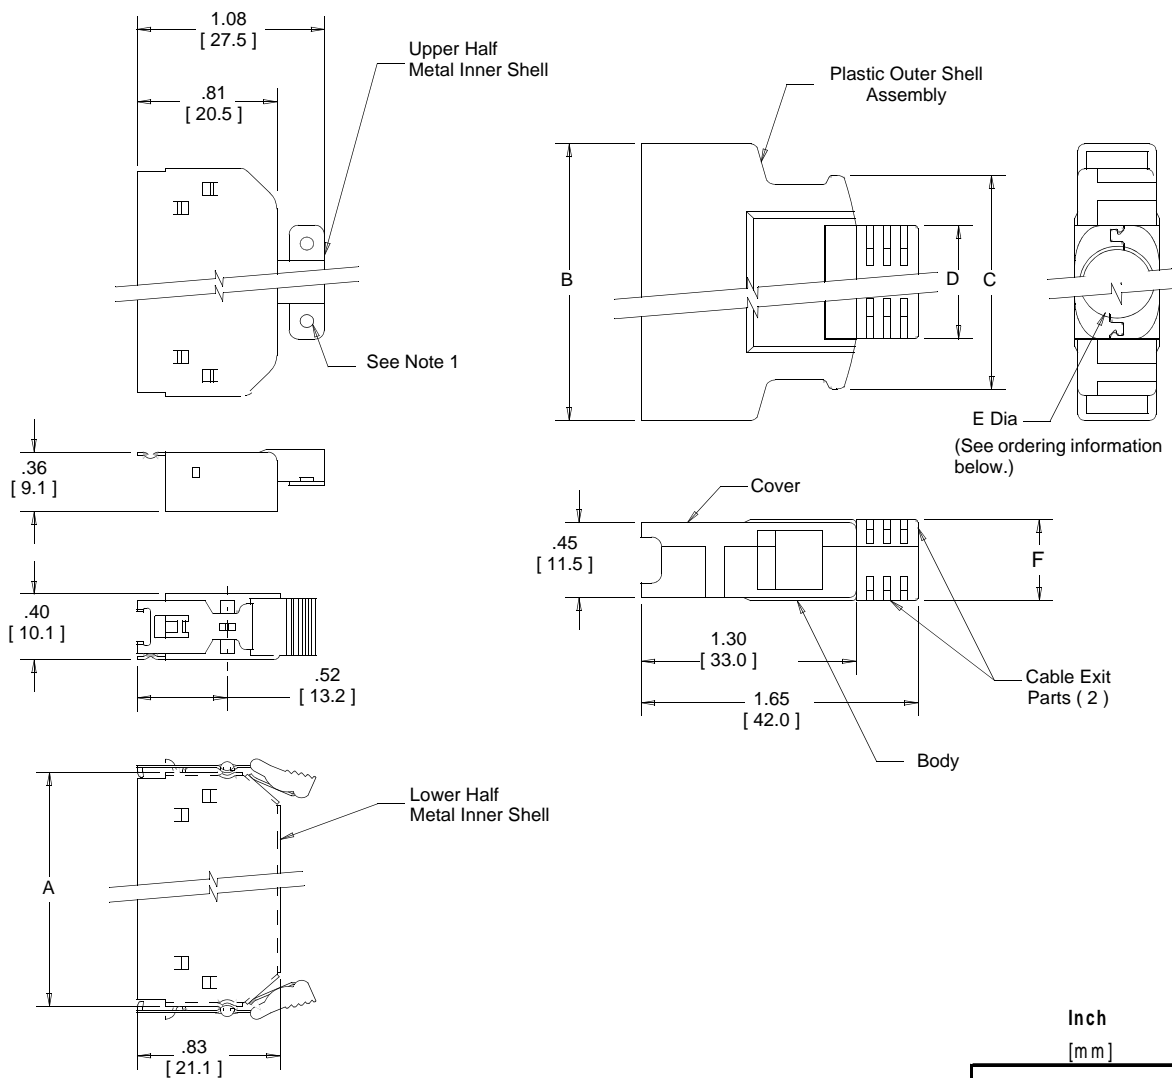 1.08
[ 27.5 ]
Upper Half
Metal Inner Shell
.81
[ 20.5 ]
See Note 1
Plastic Outer Shell
Assembly
B
D
C
E Dia
(See ordering information
below.)
.36
[ 9.1 ]
.40
[ 10.1 ]
.52
[ 13.2 ]
Cover
.45
[ 11.5 ]
F
1.30
[ 33.0 ]
1.65
[ 42.0 ]
Cable Exit
Parts ( 2 )
Body
Lower Half
Metal Inner Shell
A
.83
[ 21.1 ]
Inch
[mm]